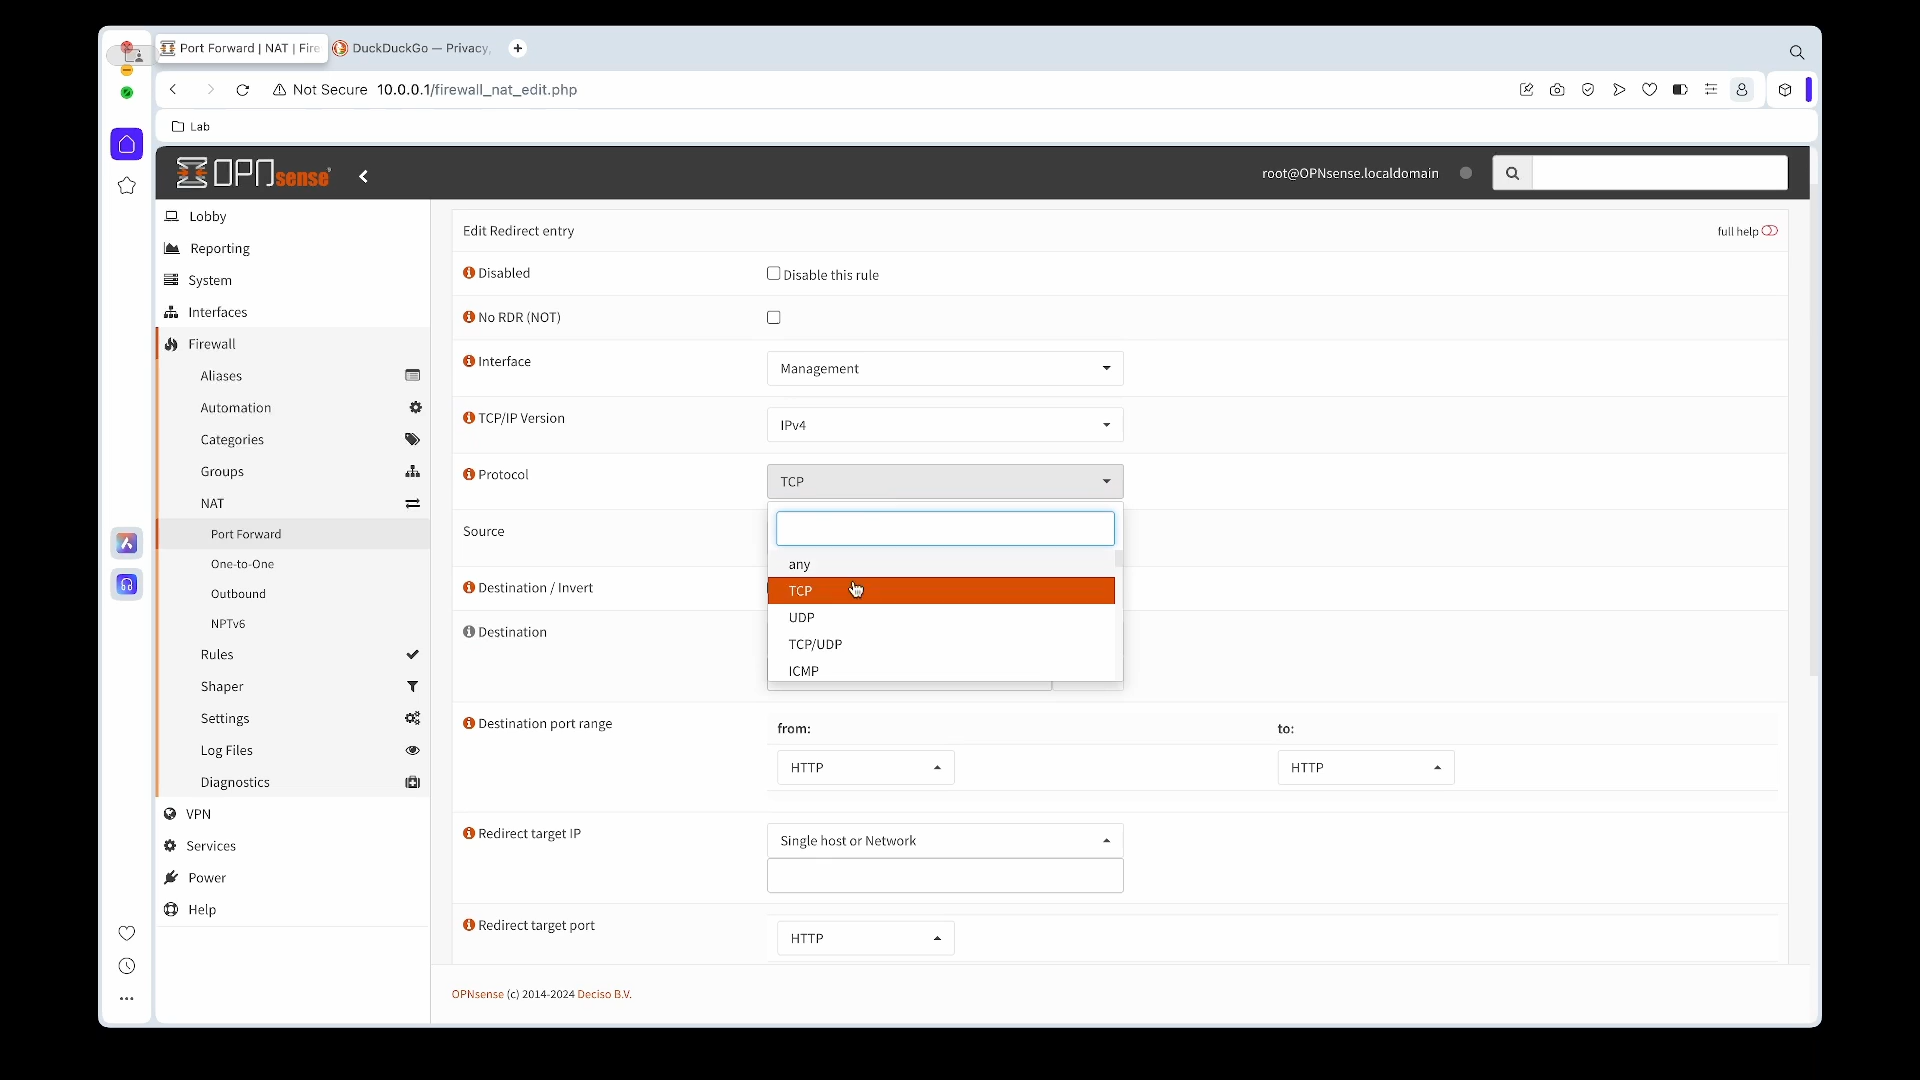 Port Forward | NAT | Fire
DuckDuckGo — Privacy,
Not Secure 10.0.0.1/firewall_nat_edit.php
Lab
OPNsense
root@OPNsense.localdomain
Lobby
Reporting
System
Interfaces
Firewall
Aliases
Automation
Categories
Groups
NAT
Port Forward
One-to-One
Outbound
NPTv6
Rules
Shaper
Settings
Log Files
Diagnostics
VPN
Services
Power
Help
Edit Redirect entry
full help
Disabled
Disable this rule
No RDR (NOT)
Interface
Management
TCP/IP Version
IPv4
Protocol
TCP
any
TCP
UDP
TCP/UDP
ICMP
Source
Destination / Invert
Destination
Destination port range
from:
to:
HTTP
HTTP
Redirect target IP
Single host or Network
Redirect target port
HTTP
OPNsense (c) 2014-2024 Deciso B.V.